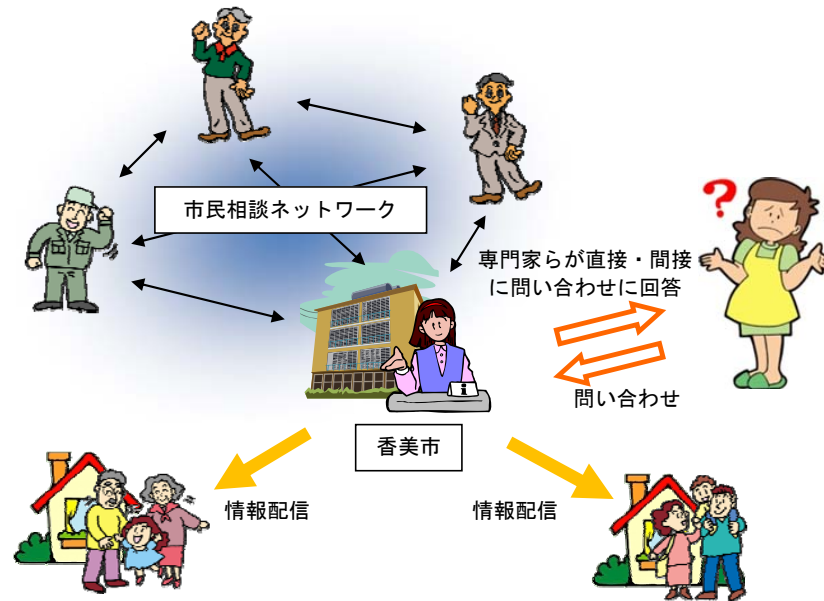 市民相談ネットワーク
?
専門家らが直接・間接
に問い合わせに回答
問い合わせ
i
香美市
情報配信
情報配信